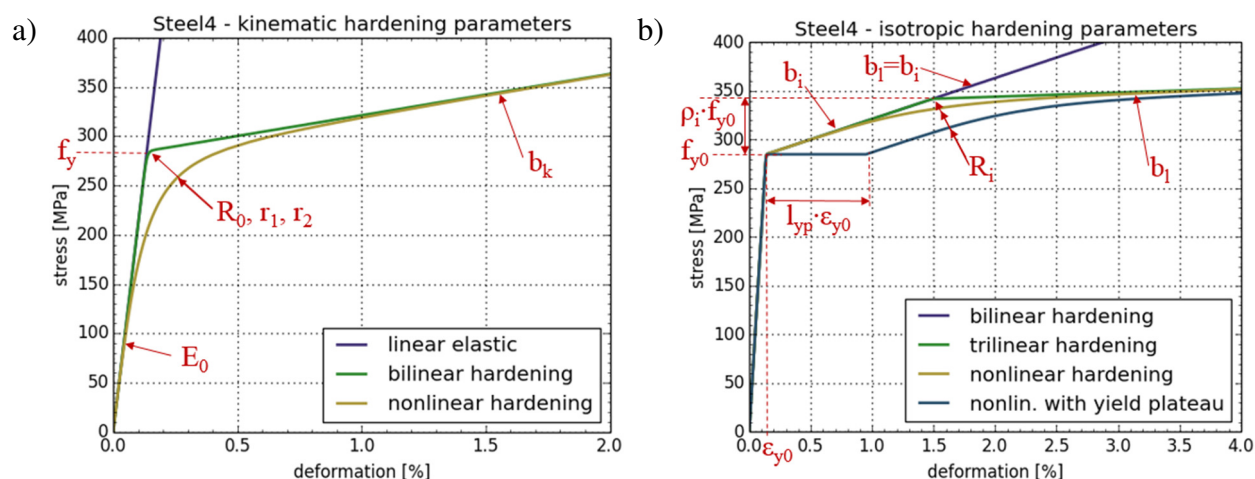 a)
Steel4 - kinematic hardening parameters
400
350
300
250
200
150
100
50
0
stress [MPa]
f_y
R_0, r_1, r_2
b_k
E_0
linear elastic
bilinear hardening
nonlinear hardening
0.0 0.5 1.0 1.5 2.0
deformation [%]
b)
Steel4 - isotropic hardening parameters
400
350
300
250
200
150
100
50
0
stress [MPa]
ρ_i·f_y0
f_y0
b_i
b_l=b_i
R_i
b_l
l_yp·ε_y0
bilinear hardening
trilinear hardening
nonlinear hardening
nonlin. with yield plateau
0.0 0.5 1.0 1.5 2.0 2.5 3.0 3.5 4.0
ε_y0
deformation [%]